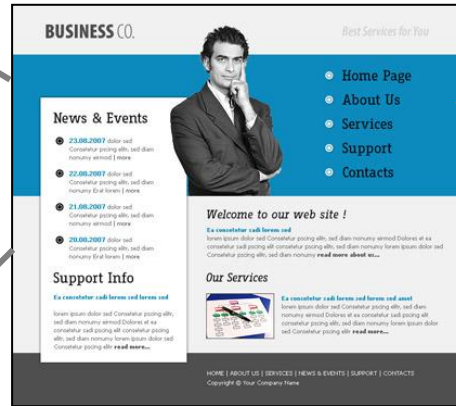 BUSINESS CO.
Best Services for You
Home Page
About Us
Services
Support
Contacts
News & Events
23.08.2007 dolor sed
Consetetur pscing elitr, sed diam
nonumy eirmod | more
22.08.2007 dolor sed
Consetetur pscing elitr, sed diam
nonumy Erat lorem | more
21.08.2007 dolor sed
Consetetur pscing elitr, sed diam
nonumy eirmod | more
20.08.2007 dolor sed
Consetetur pscing elitr, sed diam
nonumy Erat lorem | more
Support Info
Ea consetetur sadi lorem sed lorem sed
lorem ipsum dolor sed Consetetur pscing
elitr, sed diam nonumy eirmod Dolores et ea
consetetur pscing elit consetetur pscing
elitr, sed diam nonumy lorem ipsum dolor sed
Consetetur pscing elitr read more...
Welcome to our web site !
Ea consetetur sadi lorem sed
lorem ipsum dolor sed Consetetur pscing elitr, sed diam nonumy eirmod Dolores et ea
consetetur pscing elit consetetur pscing elitr, sed diam nonumy lorem ipsum dolor sed
Consetetur pscing elitr, sed diam nonumy read more about us...
Our Services
Ea consetetur sadi lorem sed lorem sed amet
lorem ipsum dolor sed Consetetur pscing elitr, sed diam
nonumy eirmod Dolores et ea consetetur pscing elit
consetetur pscing elitr, sed diam nonumy lorem ipsum dolor
sed Consetetur pscing elitr, sed diam read more...
HOME | ABOUT US | SERVICES | NEWS & EVENTS | SUPPORT | CONTACTS
Copyright © Your Company Name